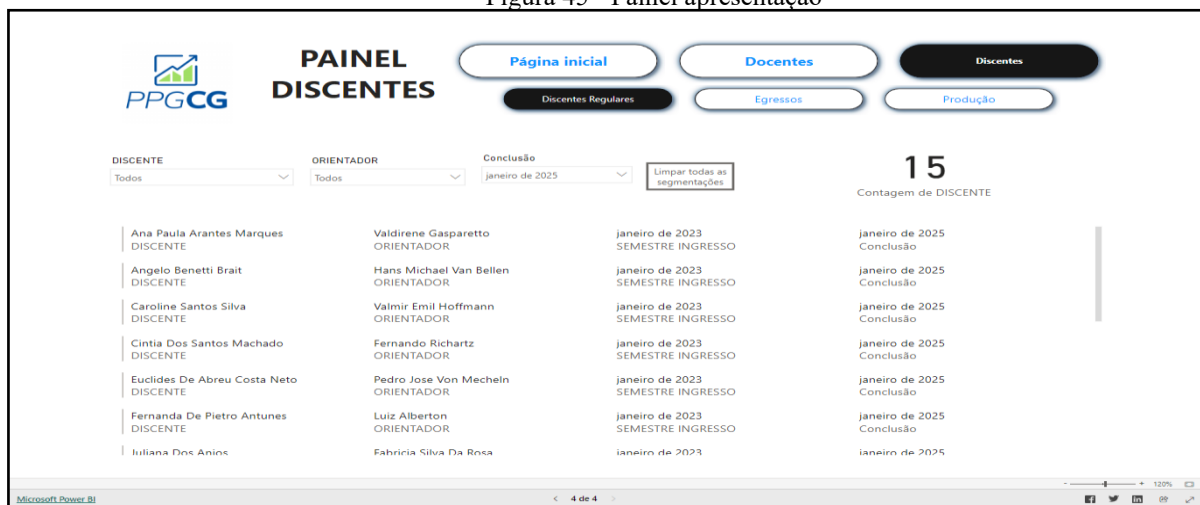 Figura 45 - Painel apresentação
PPGCG
PAINEL
DISCENTES
Página inicial
Docentes
Discentes
Discentes Regulares
Egressos
Produção
DISCENTE
Todos
ORIENTADOR
Todos
Conclusão
janeiro de 2025
Limpar todas as
segmentações
15
Contagem de DISCENTE
Ana Paula Arantes Marques Valdirene Gasparetto janeiro de 2023 janeiro de 2025
DISCENTE ORIENTADOR SEMESTRE INGRESSO Conclusão
Angelo Benetti Brait Hans Michael Van Bellen janeiro de 2023 janeiro de 2025
DISCENTE ORIENTADOR SEMESTRE INGRESSO Conclusão
Caroline Santos Silva Valmir Emil Hoffmann janeiro de 2023 janeiro de 2025
DISCENTE ORIENTADOR SEMESTRE INGRESSO Conclusão
Cintia Dos Santos Machado Fernando Richartz janeiro de 2023 janeiro de 2025
DISCENTE ORIENTADOR SEMESTRE INGRESSO Conclusão
Euclides De Abreu Costa Neto Pedro Jose Von Mecheln janeiro de 2023 janeiro de 2025
DISCENTE ORIENTADOR SEMESTRE INGRESSO Conclusão
Fernanda De Pietro Antunes Luiz Alberton janeiro de 2023 janeiro de 2025
DISCENTE ORIENTADOR SEMESTRE INGRESSO Conclusão
Juliana Dos Anjos Fabricia Silva Da Rosa janeiro de 2023 janeiro de 2025
- + 120%
Microsoft Power BI < 4 de 4 >